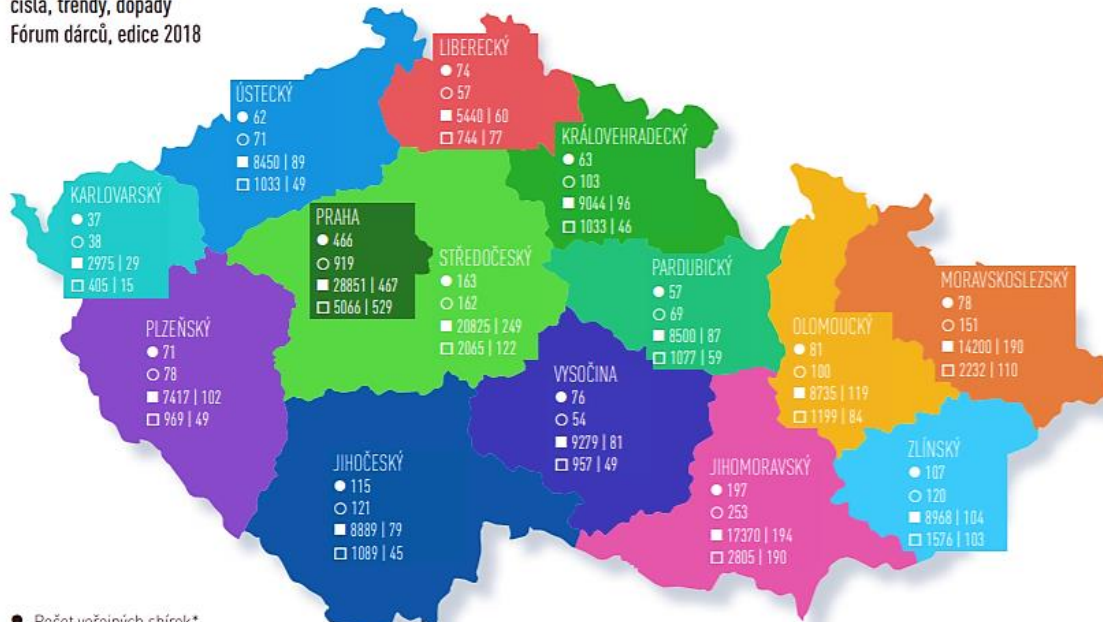 čísla, trendy, dopady
Fórum dárců, edice 2018
LIBERECKÝ
● 74
○ 57
■ 5440 | 60
□ 744 | 77
ÚSTECKÝ
● 62
○ 71
■ 8450 | 89
□ 1033 | 49
KRÁLOVEHRADECKÝ
● 63
○ 103
■ 9044 | 96
□ 1033 | 46
KARLOVARSKÝ
● 37
○ 38
■ 2975 | 29
□ 405 | 15
PRAHA
● 466
○ 919
■ 28851 | 467
□ 5066 | 529
STŘEDOČESKÝ
● 163
○ 162
■ 20825 | 249
□ 2065 | 122
PARDUBICKÝ
● 57
○ 69
■ 8500 | 87
□ 1077 | 59
MORAVSKOSLEZSKÝ
● 78
○ 151
■ 14200 | 190
□ 2232 | 110
PLZEŇSKÝ
● 71
○ 78
■ 7417 | 102
□ 969 | 49
OLOMOUCKÝ
● 81
○ 100
■ 8735 | 119
□ 1199 | 84
VYSOČINA
● 76
○ 54
■ 9279 | 81
□ 957 | 49
JIHOČESKÝ
● 115
○ 121
■ 8889 | 79
□ 1089 | 45
JIHOMORAVSKÝ
● 197
○ 253
■ 17370 | 194
□ 2805 | 190
ZLÍNSKÝ
● 107
○ 120
■ 8968 | 104
□ 1576 | 103
● Počet veřejných sbírek*